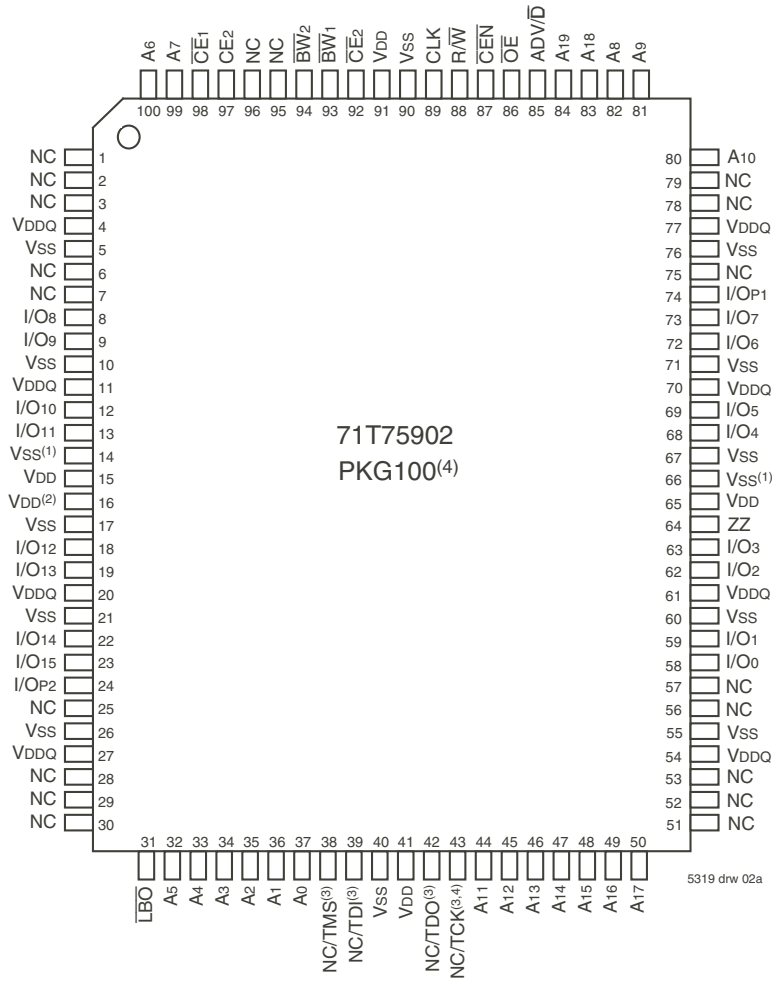 A6 A7 CE1 CE2 NC NC BW2 BW1 CE2 VDD VSS CLK R/W CEN OE ADV/D A19 A18 A8 A9
100 99 98 97 96 95 94 93 92 91 90 89 88 87 86 85 84 83 82 81
NC 1
NC 2
NC 3
VDDQ 4
VSS 5
NC 6
NC 7
I/O8 8
I/O9 9
VSS 10
VDDQ 11
I/O10 12
I/O11 13
VSS(1) 14
VDD 15
VDD(2) 16
VSS 17
I/O12 18
I/O13 19
VDDQ 20
VSS 21
I/O14 22
I/O15 23
I/OP2 24
NC 25
VSS 26
VDDQ 27
NC 28
NC 29
NC 30
71T75902
PKG100(4)
80 A10
79 NC
78 NC
77 VDDQ
76 VSS
75 NC
74 I/OP1
73 I/O7
72 I/O6
71 VSS
70 VDDQ
69 I/O5
68 I/O4
67 VSS
66 VSS(1)
65 VDD
64 ZZ
63 I/O3
62 I/O2
61 VDDQ
60 VSS
59 I/O1
58 I/O0
57 NC
56 NC
55 VSS
54 VDDQ
53 NC
52 NC
51 NC
31 32 33 34 35 36 37 38 39 40 41 42 43 44 45 46 47 48 49 50
LBO A5 A4 A3 A2 A1 A0 NC/TMS(3) NC/TDI(3) VSS VDD NC/TDO(3) NC/TCK(3,4) A11 A12 A13 A14 A15 A16 A17
5319 drw 02a